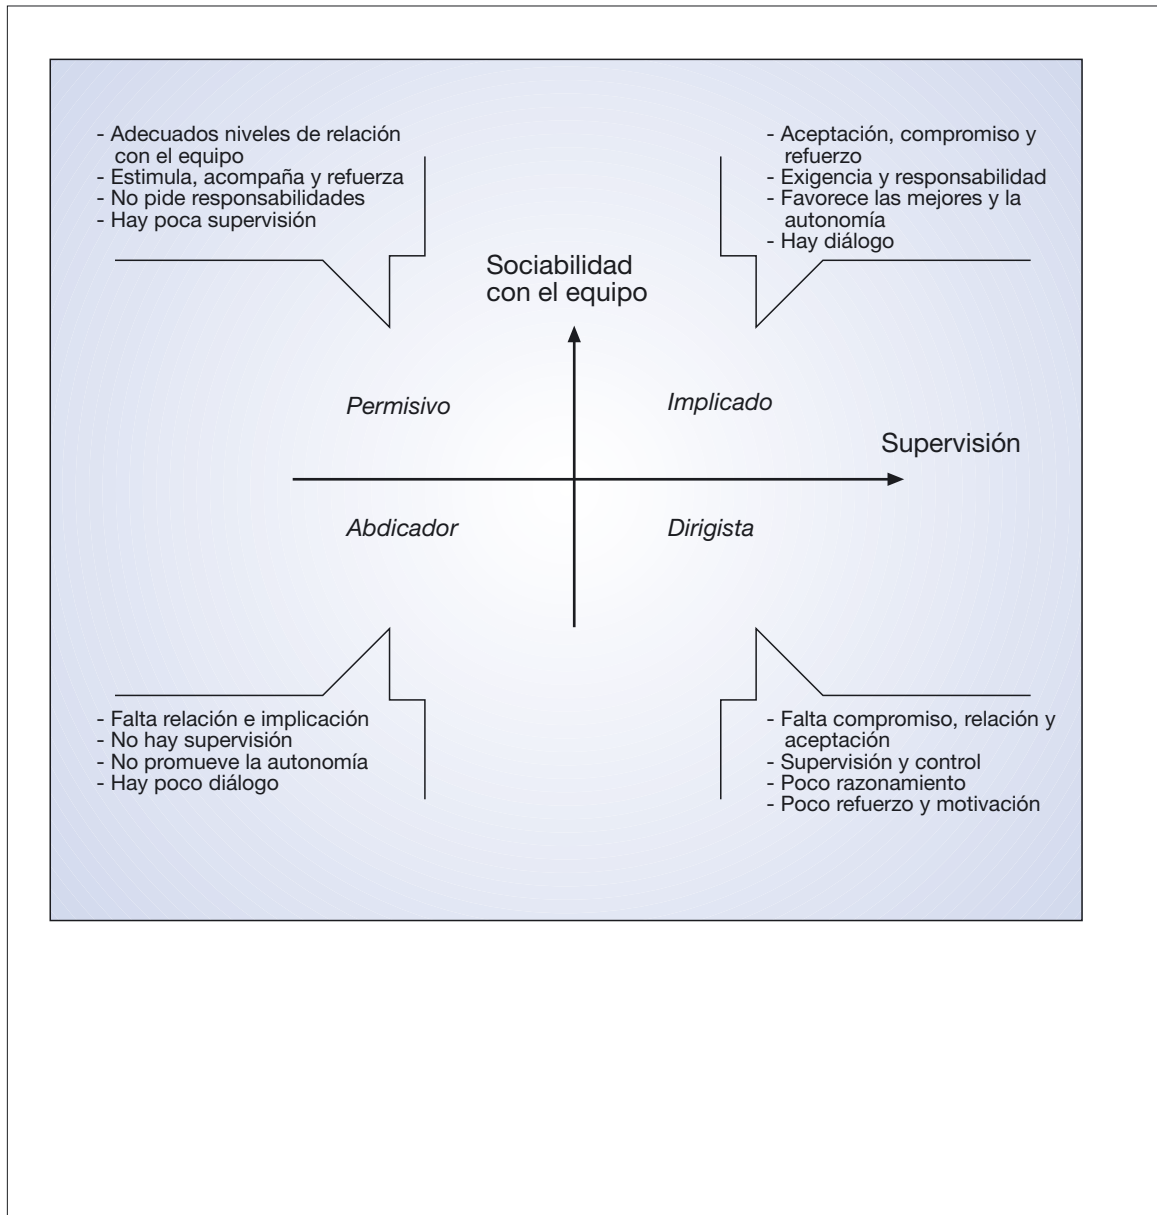 - Adecuados niveles de relación
con el equipo
- Estimula, acompaña y refuerza
- No pide responsabilidades
- Hay poca supervisión
- Aceptación, compromiso y
refuerzo
- Exigencia y responsabilidad
- Favorece las mejores y la
autonomía
- Hay diálogo
Sociabilidad
con el equipo
Permisivo
Implicado
Supervisión
Abdicador
Dirigista
- Falta relación e implicación
- No hay supervisión
- No promueve la autonomía
- Hay poco diálogo
- Falta compromiso, relación y
aceptación
- Supervisión y control
- Poco razonamiento
- Poco refuerzo y motivación